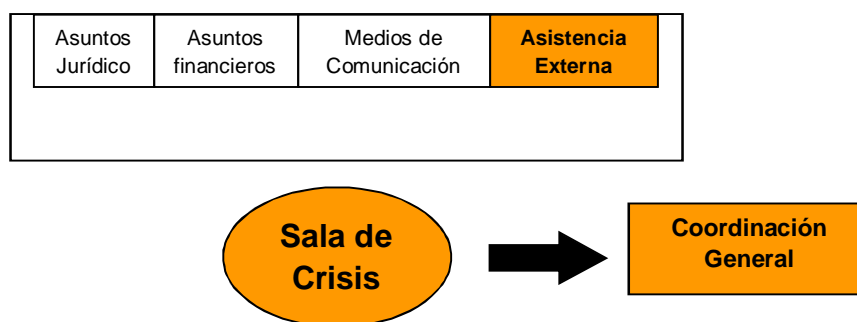 Asuntos
Jurídico
Asuntos
financieros
Medios de
Comunicación
Asistencia
Externa
Sala de
Crisis
Coordinación
General